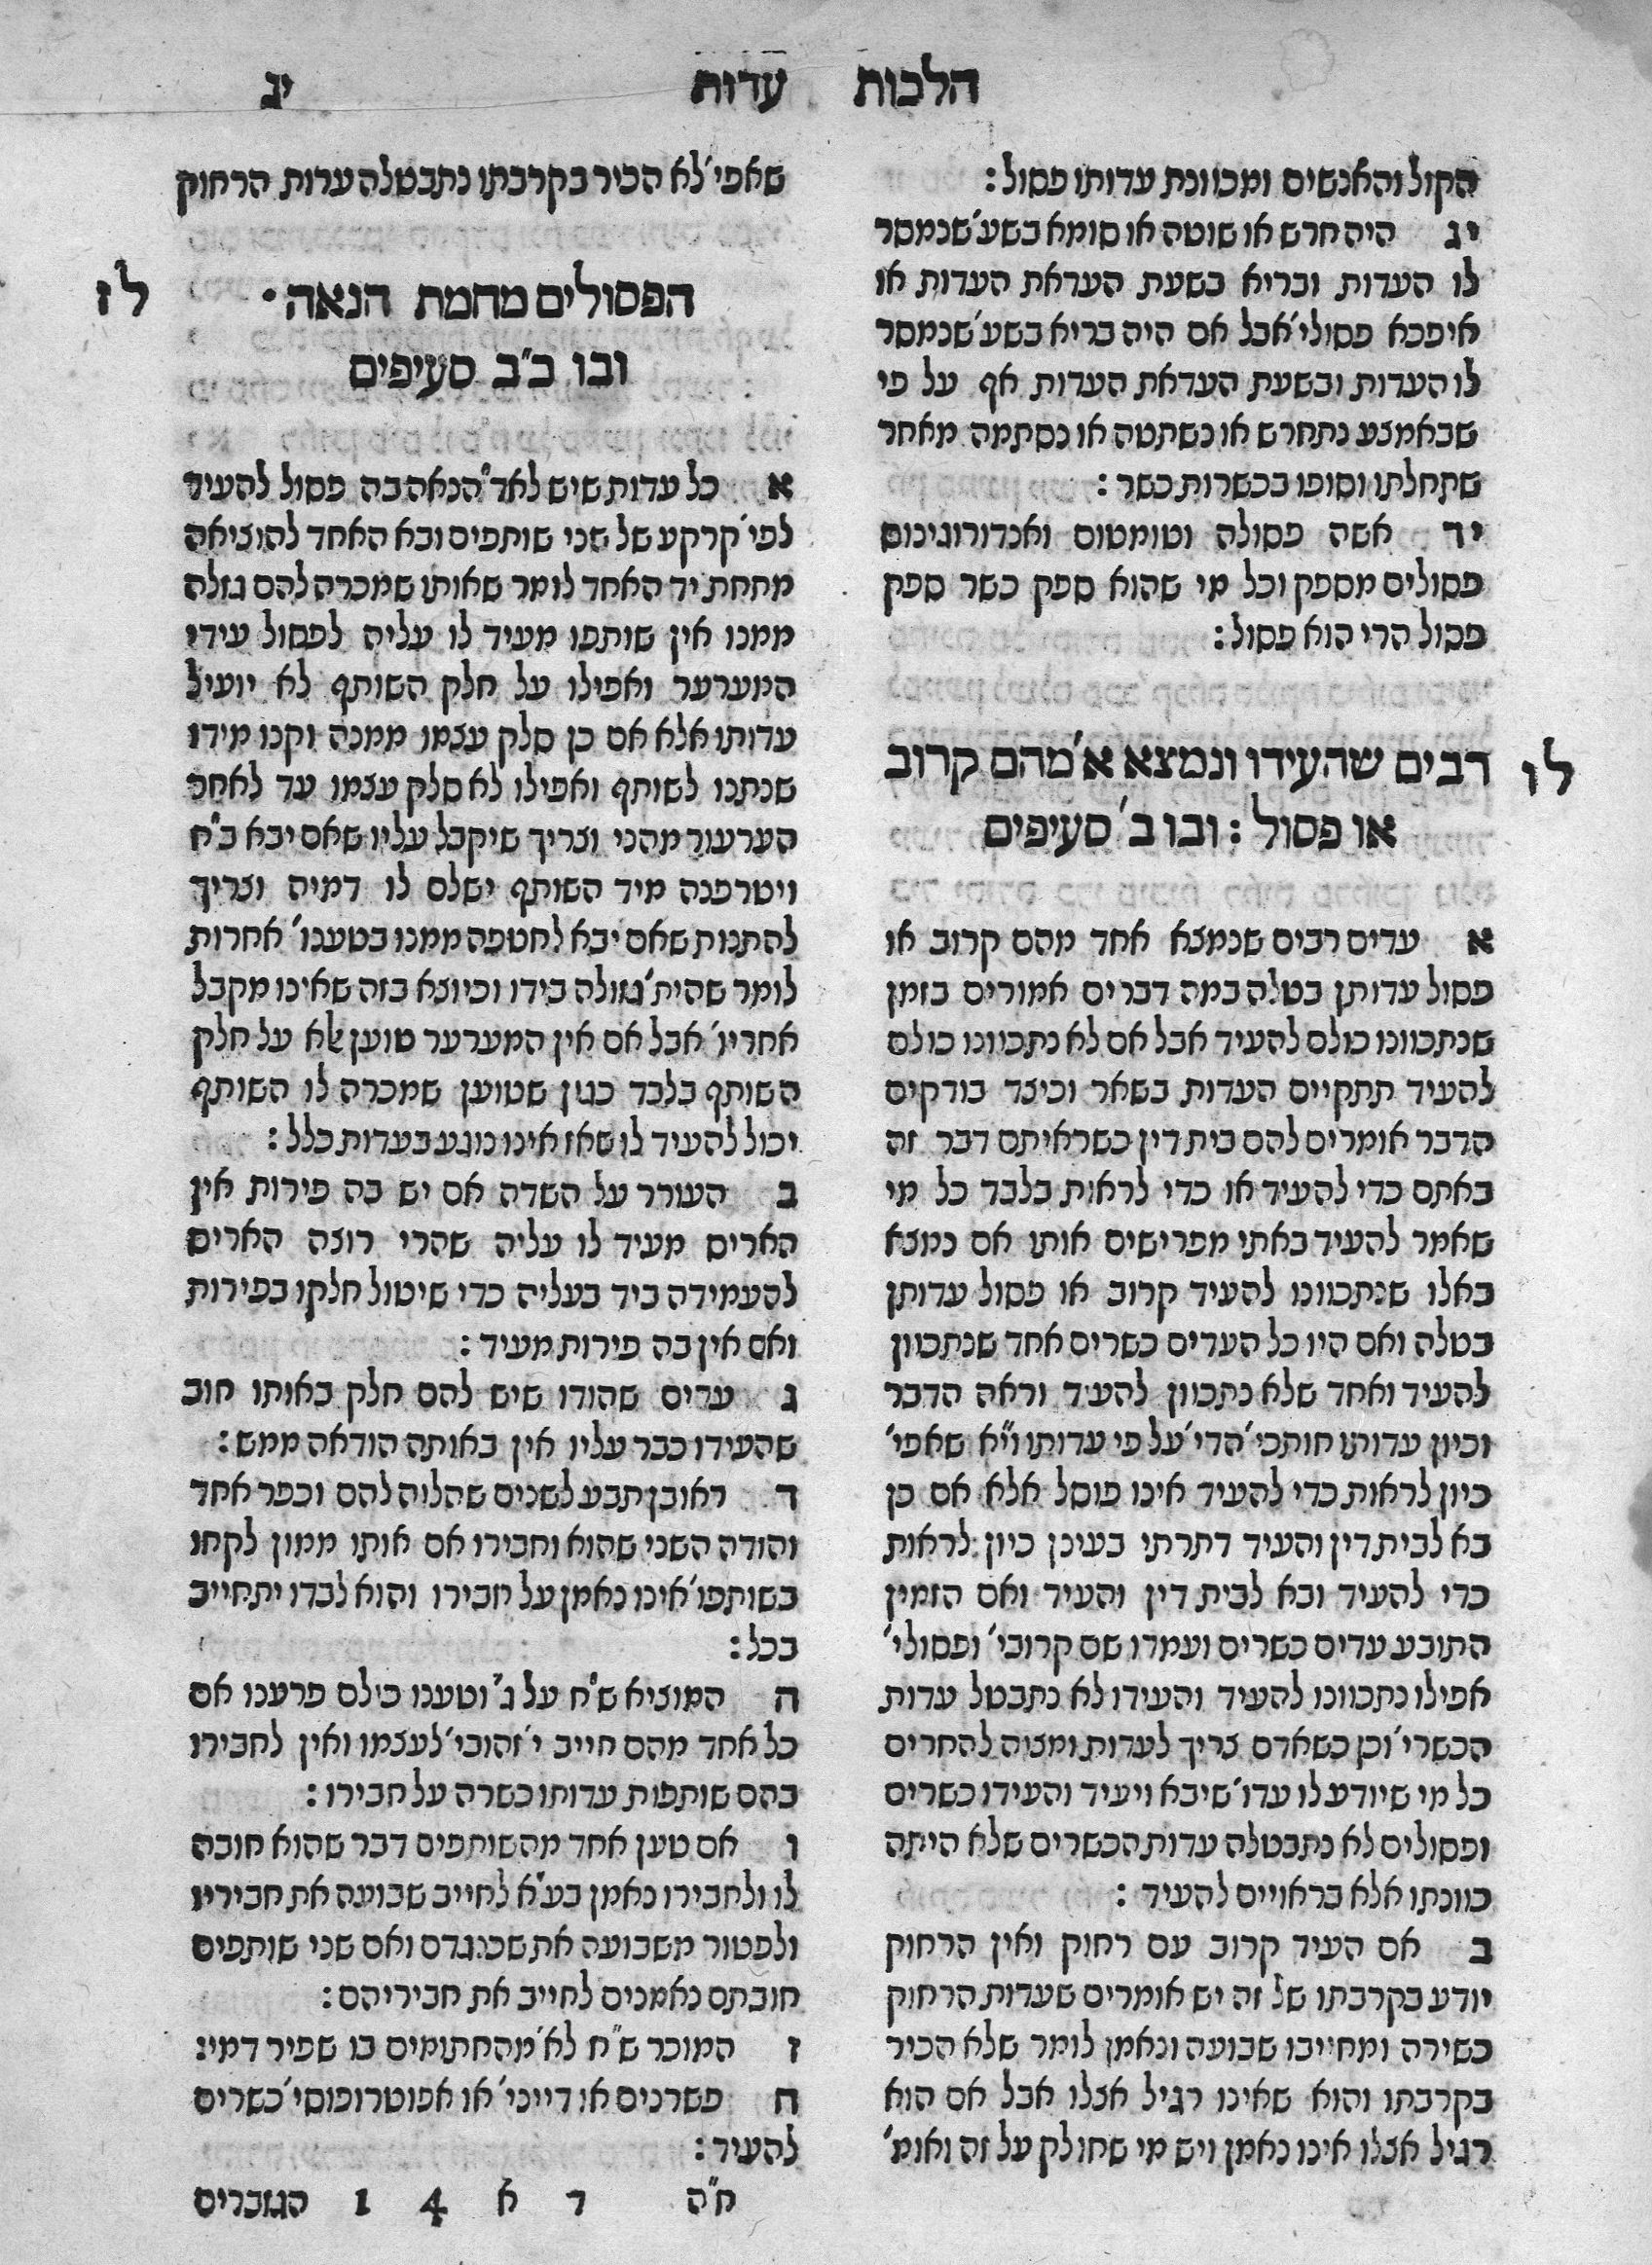 הלכות עדות יג
הקול והאנשים ומכוונת עדותו פסול:
יג היה חרש או שוטה או סומא בשע' שנמסר
לו העדות ובריא בשעת העדאת העדות או
איפכא פסולי' אבל אם היה בריא בשע' שנמסר
לו העדות ובשעת העדאת העדות אף על פי
שבאמצע נתחרש או נשתטה או נסתמה מאחר
שתחלתו וסופו בכשרות כשר:
יד אשה פסולה וטומטום ואנדרוגינוס
פסולים מספק וכל מי שהוא ספק כשר ספק
פסול הרי הוא פסול:
לו רבים שהעידו ונמצא א' מהם קרוב
או פסול: ובו ב' סעיפים
א עדים רבים שנמצא אחד מהם קרוב או
פסול עדותן בטלה במה דברים אמורים בזמן
שנתכוונו כולם להעיד אבל אם לא נתכוונו כולם
להעיד תתקיים העדות בשאר וכיצד בודקים
הדבר אומרים להם בית דין כשראיתם דבר זה
באתם כדי להעיד או כדי לראות בלבד כל מי
שאמר להעיד באתי מפרישים אותו אם נמצא
באלו שנתכוונו להעיד קרוב או פסול עדותן
בטלה ואם היו כל העדים כשרים אחד שנתכוון
להעיד ואחד שלא נתכוון להעיד וראה הדבר
וכיון עדותו חותכי' הדי' על פי עדותו וי"א שאפי'
כיון לראות כדי להעיד אינו פוסל אלא אם כן
בא לבית דין והעיד דתרתי בעינן כיון לראות
כדי להעיד ובא לבית דין והעיד ואם הזמין
התובע עדים כשרים ועמדו שם קרובי' ופסולי'
אפילו נתכוונו להעיד והעידו לא נתבטל עדות
הכשרי' וכן כשאדם צריך לעדות ומצוה להחרים
כל מי שיודע לו עדו' שיבא ויעיד והעידו כשרים
ופסולים לא נתבטלה עדות הכשרים שלא היתה
כוונתו אלא בראויים להעיד:
ב אם העיד קרוב עם רחוק ואין הרחוק
יודע בקרבתו של זה יש אומרים שעדות הרחוק
כשירה ומחייבו שבועה ונאמן לומר שלא הכיר
בקרבתו והוא שאינו רגיל אצלו אבל אם הוא
רגיל אצלו אינו נאמן ויש מי שחולק על זה ואומ'
שאפי' לא הכיר בקרבתו נתבטלה עדות הרחוק
לז הפסולים מחמת הנאה.
ובו כ"ב סעיפים
א כל עדות שיש לאד' הנאה בה פסול להעיד
לפי' קרקע של שני שותפים ובא האחד להוציאה
מתחת יד האחד לומר שאותו שמכרה להם גזלה
ממנו אין שותפו מעיד לו עליה לפסול עידי
המערער ואפילו על חלק השותף לא יועיל
עדותו אלא אם כן סלק עצמו ממנה וקנו מידו
שנתנו לשותף ואפילו לא סלק עצמו עד לאחר
הערעור מהני וצריך שיקבל עליו שאם יבא ב"ח
ויטרפנה מיד השותף ישלם לו דמיה וצריך
להתנות שאם יבא לחטפה ממנו בטענו' אחרות
לומר שהית' גזולה בידו וכיוצא בזה שאינו מקבל
אחריו' אבל אם אין המערער טוען אלא על חלק
השותף בלבד כגון שטוען שמכרה לו השותף
יכול להעיד לו שאז אינו נוגע בעדות כלל:
ב העורר על השדה אם יש בה פירות אין
האריס מעיד לו עליה שהרי רוצה האריס
להעמידה ביד בעליה כדי שיטול חלקו בפירות
ואם אין בה פירות מעיד:
ג עדים שהודו שיש להם חלק באותו חוב
שהעידו כבר עליו אין באותה הודאה ממש:
ד ראובן תבע לשנים שהלוה להם וכפר אחד
והודה השני שהוא וחבירו אם אותו ממון לקחו
בשותפו' אינו נאמן על חבירו והוא לבדו יתחייב
בכל:
ה המוציא ש"ח על ג' וטענו כולם פרענו אם
כל אחד מהם חייב י' זהובי' לעצמו ואין לחבירו
בהם שותפות עדותו כשרה על חבירו:
ו אם טען אחד מהשותפים דבר שהוא חובה
לו ולחבירו נאמן בע"א לחייב שבועה את חביריו
ולפטור משבועה את שכנגדם ואם שני שותפים
חובתם נאמנים לחייב את חביריהם:
ז המוכר ש"ח לא' מהחתומים בו שפיר דמי:
ח פשרנים או דייני' או אפוטרופוסי' כשרים
להעיד:
ח"ה ד א 4 1 הגזברים